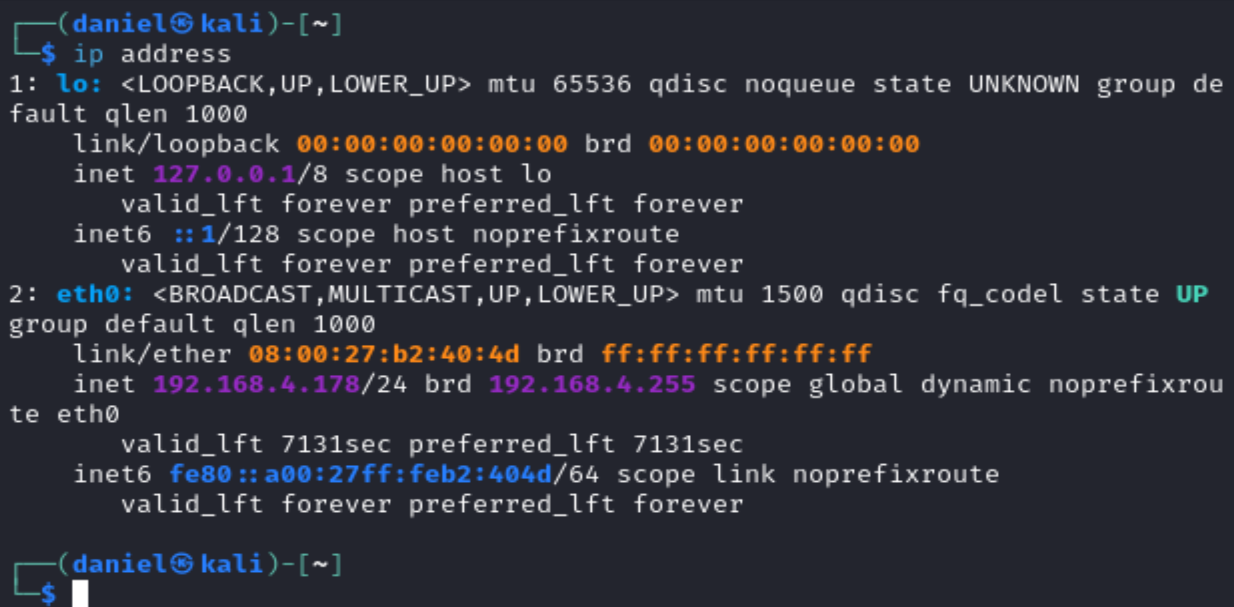 ┌──(daniel㉿kali)-[~]
└─$ ip address
1: lo: <LOOPBACK,UP,LOWER_UP> mtu 65536 qdisc noqueue state UNKNOWN group de
fault qlen 1000
    link/loopback 00:00:00:00:00:00 brd 00:00:00:00:00:00
    inet 127.0.0.1/8 scope host lo
       valid_lft forever preferred_lft forever
    inet6 ::1/128 scope host noprefixroute
       valid_lft forever preferred_lft forever
2: eth0: <BROADCAST,MULTICAST,UP,LOWER_UP> mtu 1500 qdisc fq_codel state UP
group default qlen 1000
    link/ether 08:00:27:b2:40:4d brd ff:ff:ff:ff:ff:ff
    inet 192.168.4.178/24 brd 192.168.4.255 scope global dynamic noprefixrou
te eth0
       valid_lft 7131sec preferred_lft 7131sec
    inet6 fe80::a00:27ff:feb2:404d/64 scope link noprefixroute
       valid_lft forever preferred_lft forever
┌──(daniel㉿kali)-[~]
└─$